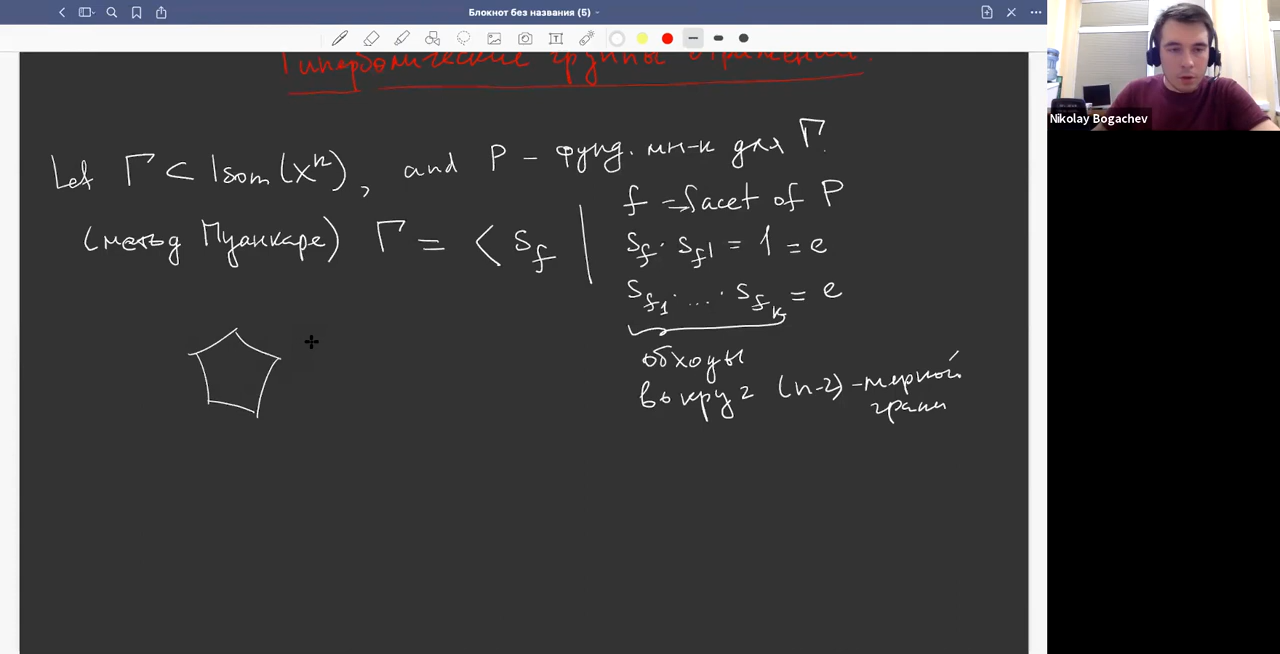 Блокнот без названия (5)
Гиперболические группы отражений.
Let Γ ⊂ Isom(Xⁿ), and P – фунд. мн-к для Γ.
(метод Пуанкаре) Γ = ⟨ S_f |
f = facet of P
S_f · S_f' = 1 = e
S_f₁ · ... · S_fₖ = e
обходы
вокруг (n-2)-мерной
грани
Nikolay Bogachev